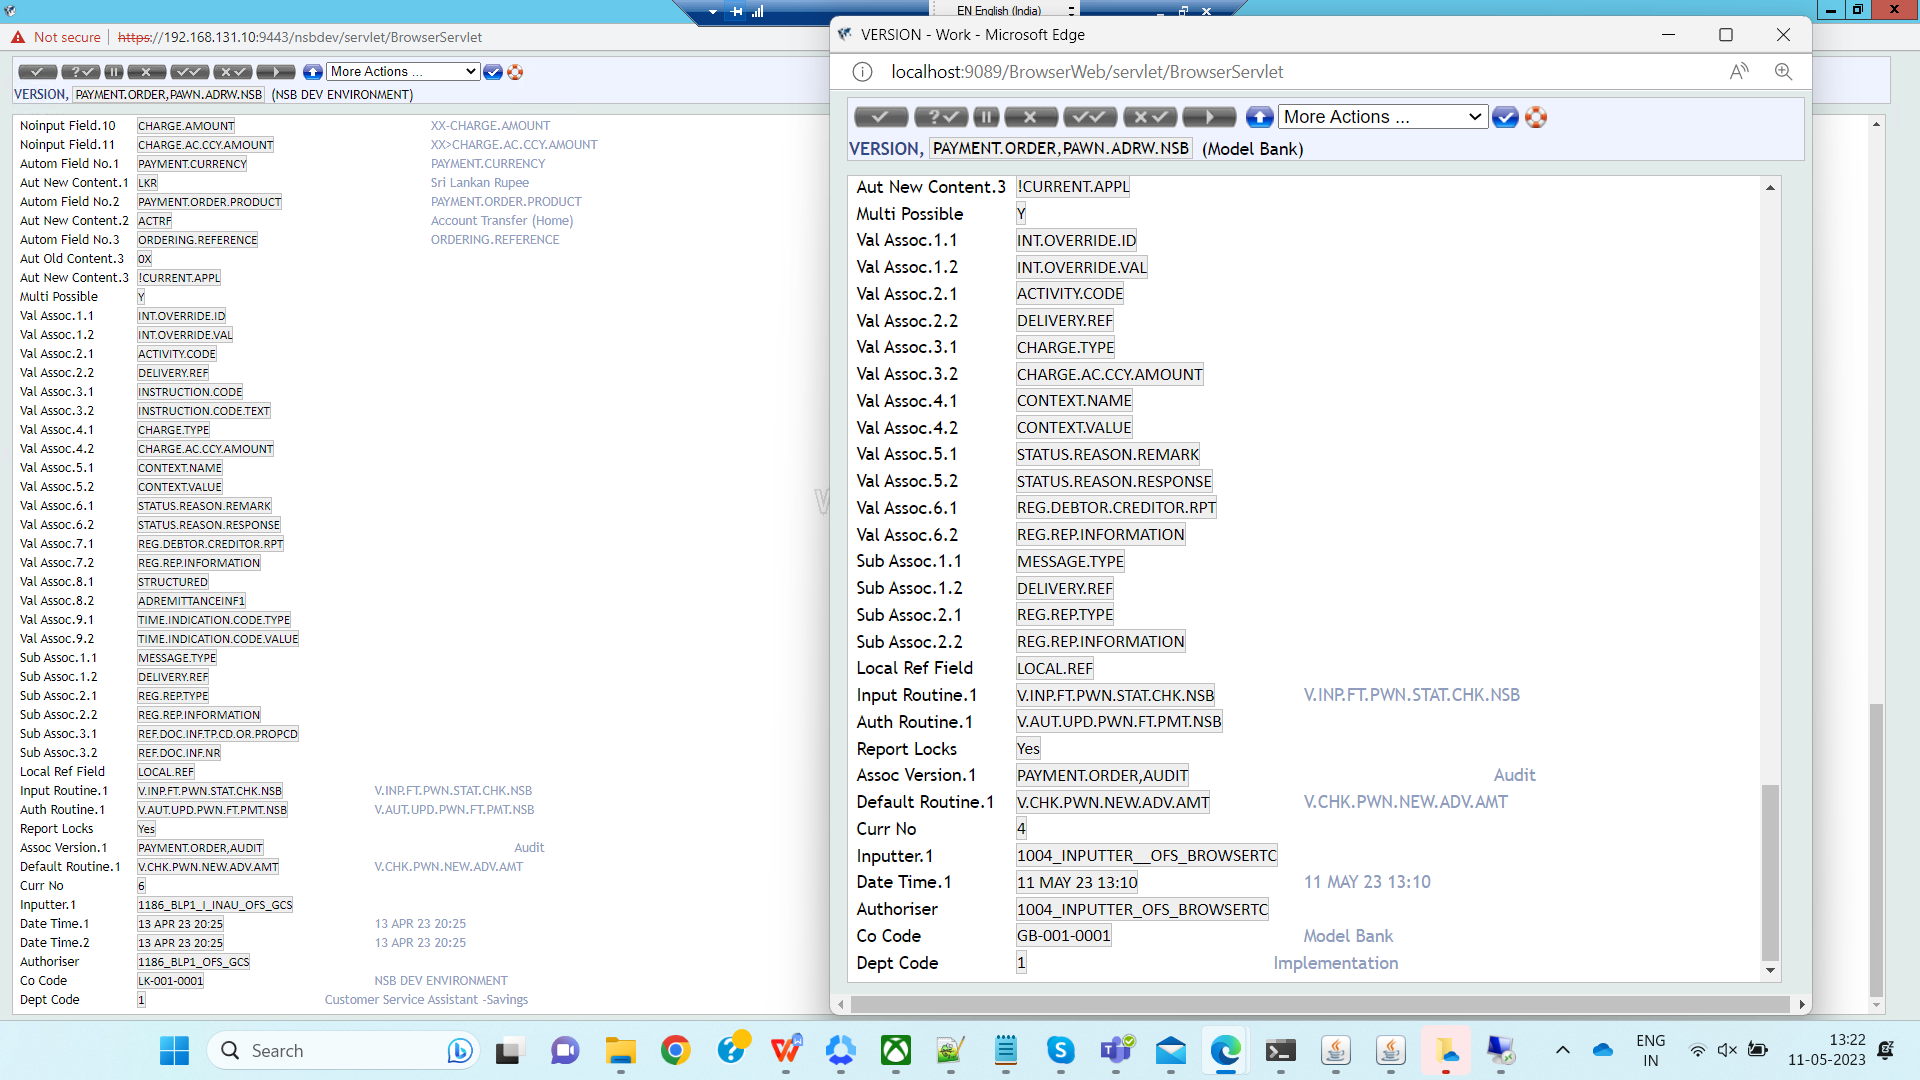 EN English (India)
Not secure https://192.168.131.10:9443/nsbdev/servlet/BrowserServlet
More Actions ...
VERSION, PAYMENT.ORDER,PAWN.ADRW.NSB (NSB DEV ENVIRONMENT)
Noinput Field.10 CHARGE.AMOUNT XX-CHARGE.AMOUNT
Noinput Field.11 CHARGE.AC.CCY.AMOUNT XX>CHARGE.AC.CCY.AMOUNT
Autom Field No.1 PAYMENT.CURRENCY PAYMENT.CURRENCY
Aut New Content.1 LKR Sri Lankan Rupee
Autom Field No.2 PAYMENT.ORDER.PRODUCT PAYMENT.ORDER.PRODUCT
Aut New Content.2 ACTRF Account Transfer (Home)
Autom Field No.3 ORDERING.REFERENCE ORDERING.REFERENCE
Aut Old Content.3 0X
Aut New Content.3 !CURRENT.APPL
Multi Possible Y
Val Assoc.1.1 INT.OVERRIDE.ID
Val Assoc.1.2 INT.OVERRIDE.VAL
Val Assoc.2.1 ACTIVITY.CODE
Val Assoc.2.2 DELIVERY.REF
Val Assoc.3.1 INSTRUCTION.CODE
Val Assoc.3.2 INSTRUCTION.CODE.TEXT
Val Assoc.4.1 CHARGE.TYPE
Val Assoc.4.2 CHARGE.AC.CCY.AMOUNT
Val Assoc.5.1 CONTEXT.NAME
Val Assoc.5.2 CONTEXT.VALUE
Val Assoc.6.1 STATUS.REASON.REMARK
Val Assoc.6.2 STATUS.REASON.RESPONSE
Val Assoc.7.1 REG.DEBTOR.CREDITOR.RPT
Val Assoc.7.2 REG.REP.INFORMATION
Val Assoc.8.1 STRUCTURED
Val Assoc.8.2 ADREMITTANCEINF1
Val Assoc.9.1 TIME.INDICATION.CODE.TYPE
Val Assoc.9.2 TIME.INDICATION.CODE.VALUE
Sub Assoc.1.1 MESSAGE.TYPE
Sub Assoc.1.2 DELIVERY.REF
Sub Assoc.2.1 REG.REP.TYPE
Sub Assoc.2.2 REG.REP.INFORMATION
Sub Assoc.3.1 REF.DOC.INF.TP.CD.OR.PROPCD
Sub Assoc.3.2 REF.DOC.INF.NR
Local Ref Field LOCAL.REF
Input Routine.1 V.INP.FT.PWN.STAT.CHK.NSB V.INP.FT.PWN.STAT.CHK.NSB
Auth Routine.1 V.AUT.UPD.PWN.FT.PMT.NSB V.AUT.UPD.PWN.FT.PMT.NSB
Report Locks Yes
Assoc Version.1 PAYMENT.ORDER,AUDIT Audit
Default Routine.1 V.CHK.PWN.NEW.ADV.AMT V.CHK.PWN.NEW.ADV.AMT
Curr No 6
Inputter.1 1186_BLP1_I_INAU_OFS_GCS
Date Time.1 13 APR 23 20:25 13 APR 23 20:25
Date Time.2 13 APR 23 20:25 13 APR 23 20:25
Authoriser 1186_BLP1_OFS_GCS
Co Code LK-001-0001 NSB DEV ENVIRONMENT
Dept Code 1 Customer Service Assistant -Savings
VERSION - Work - Microsoft Edge
localhost:9089/BrowserWeb/servlet/BrowserServlet
More Actions ...
VERSION, PAYMENT.ORDER,PAWN.ADRW.NSB (Model Bank)
Aut New Content.3 !CURRENT.APPL
Multi Possible Y
Val Assoc.1.1 INT.OVERRIDE.ID
Val Assoc.1.2 INT.OVERRIDE.VAL
Val Assoc.2.1 ACTIVITY.CODE
Val Assoc.2.2 DELIVERY.REF
Val Assoc.3.1 CHARGE.TYPE
Val Assoc.3.2 CHARGE.AC.CCY.AMOUNT
Val Assoc.4.1 CONTEXT.NAME
Val Assoc.4.2 CONTEXT.VALUE
Val Assoc.5.1 STATUS.REASON.REMARK
Val Assoc.5.2 STATUS.REASON.RESPONSE
Val Assoc.6.1 REG.DEBTOR.CREDITOR.RPT
Val Assoc.6.2 REG.REP.INFORMATION
Sub Assoc.1.1 MESSAGE.TYPE
Sub Assoc.1.2 DELIVERY.REF
Sub Assoc.2.1 REG.REP.TYPE
Sub Assoc.2.2 REG.REP.INFORMATION
Local Ref Field LOCAL.REF
Input Routine.1 V.INP.FT.PWN.STAT.CHK.NSB V.INP.FT.PWN.STAT.CHK.NSB
Auth Routine.1 V.AUT.UPD.PWN.FT.PMT.NSB
Report Locks Yes
Assoc Version.1 PAYMENT.ORDER,AUDIT Audit
Default Routine.1 V.CHK.PWN.NEW.ADV.AMT V.CHK.PWN.NEW.ADV.AMT
Curr No 4
Inputter.1 1004_INPUTTER__OFS_BROWSERTC
Date Time.1 11 MAY 23 13:10 11 MAY 23 13:10
Authoriser 1004_INPUTTER_OFS_BROWSERTC
Co Code GB-001-0001 Model Bank
Dept Code 1 Implementation
Search
ENG
IN
13:22
11-05-2023